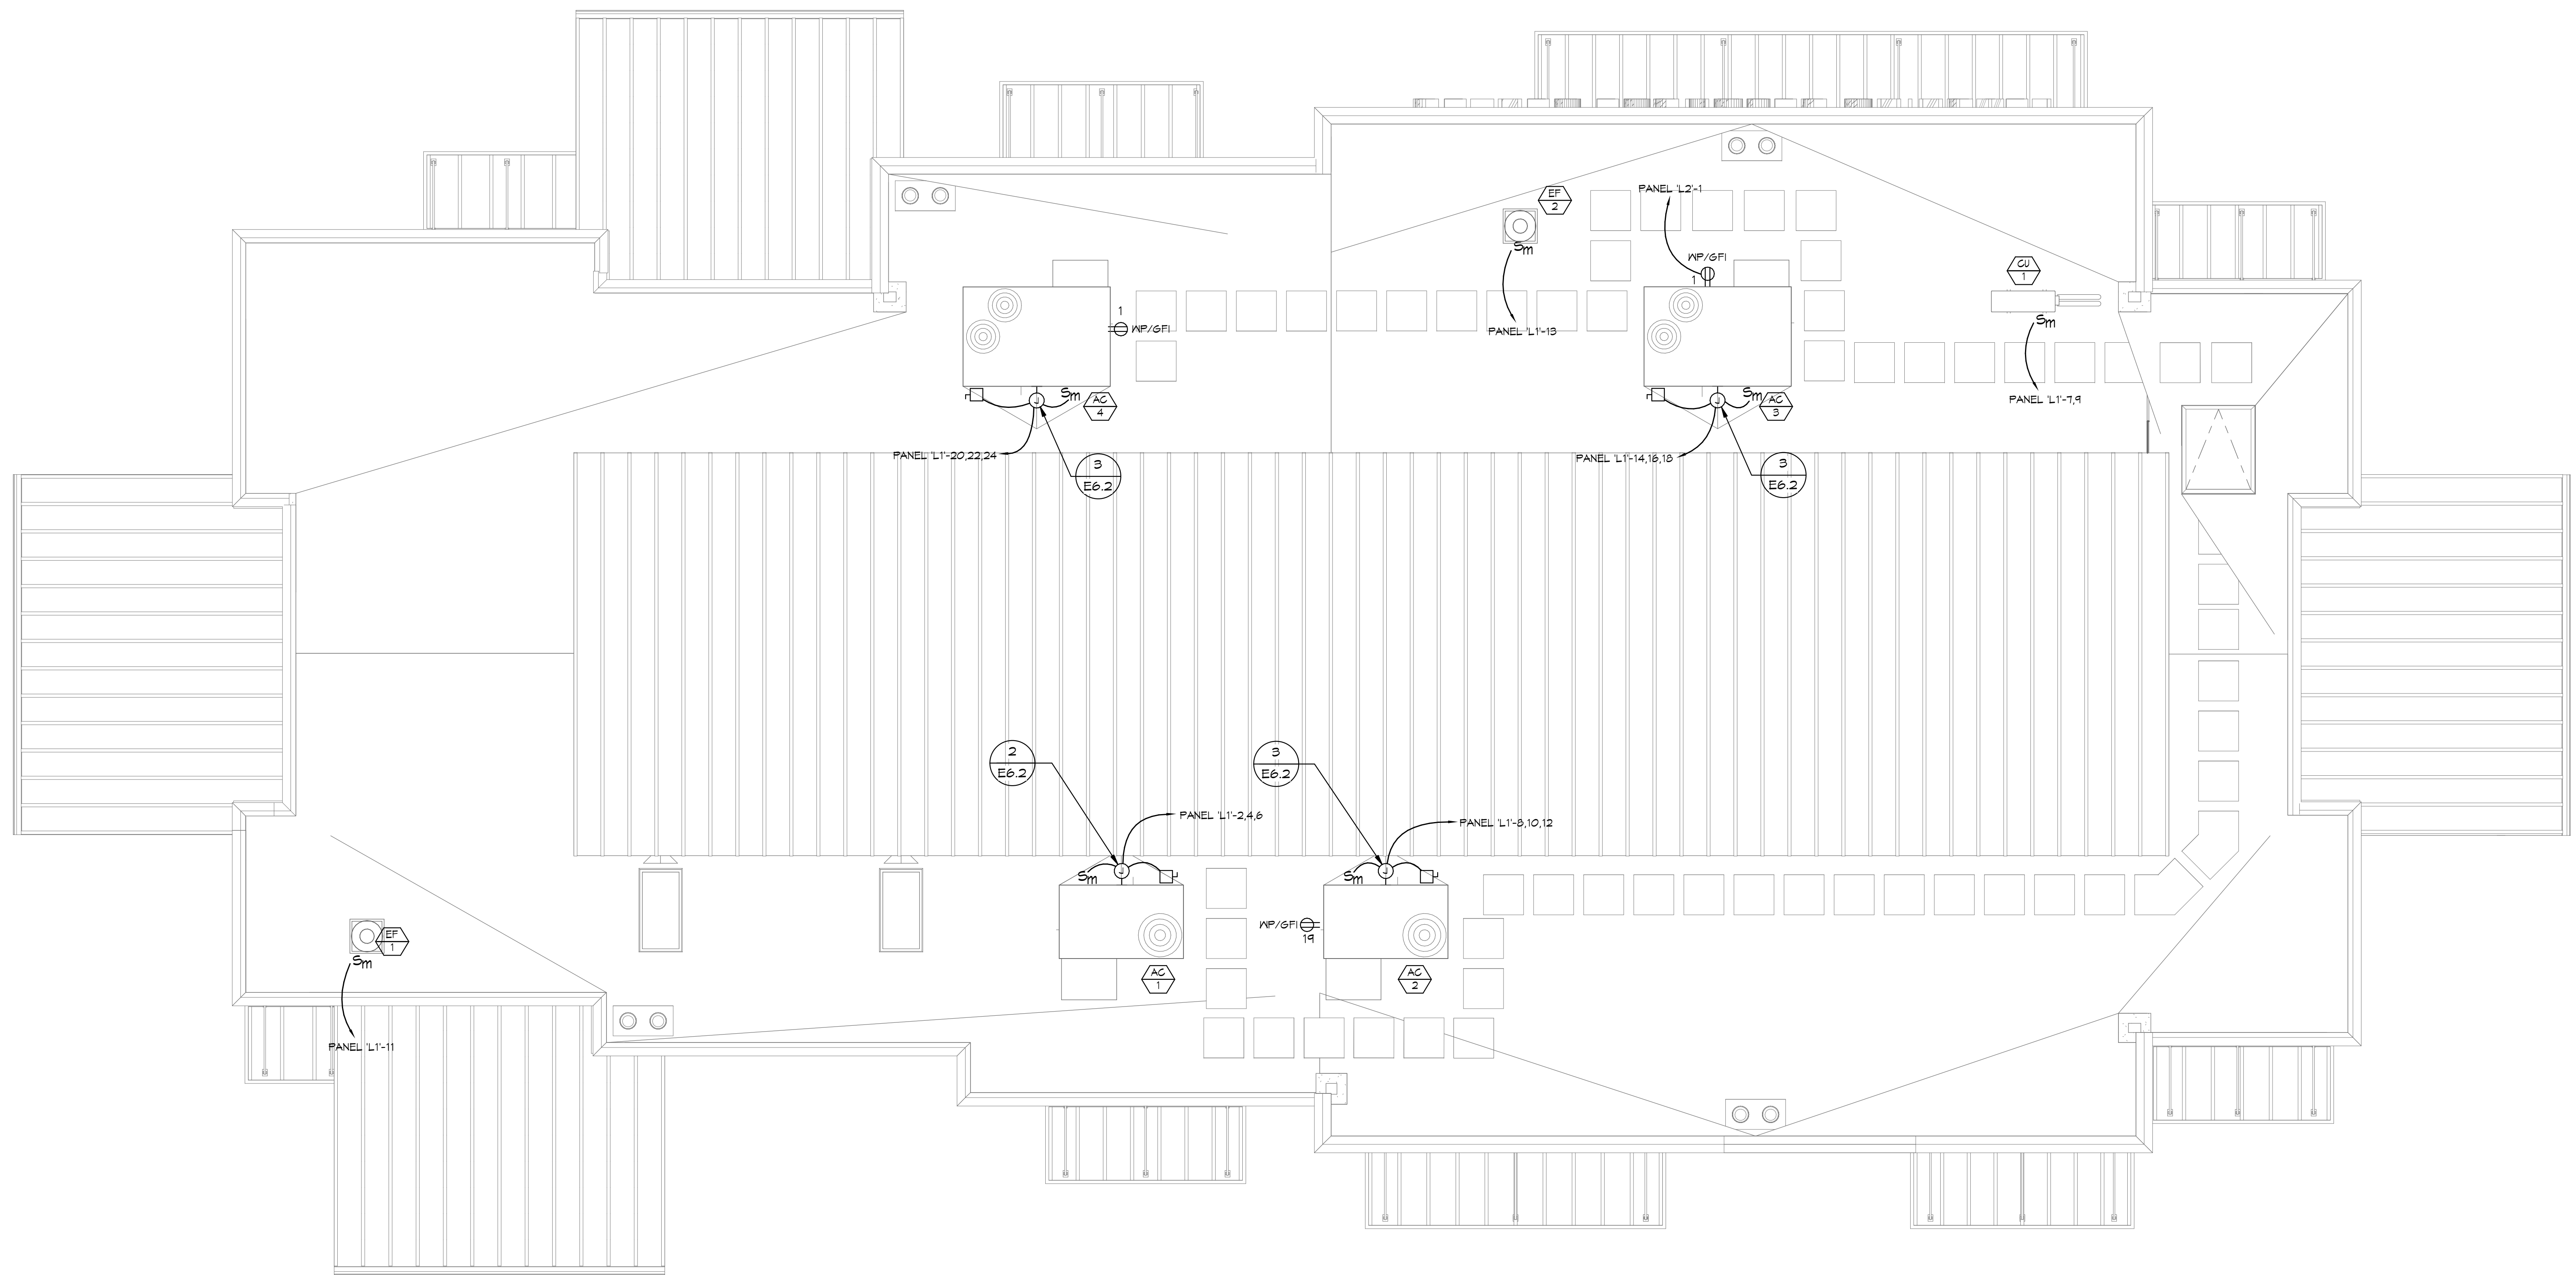 EF
2
PANEL 'L2'-1
Sm
WP/GFI
1
CU
1
1
WP/GFI
Sm
PANEL 'L1'-13
Sm
AC
4
Sm
AC
3
PANEL 'L1'-7,9
J
J
PANEL 'L1'-20,22,24
PANEL 'L1'-14,16,18
3
E6.2
3
E6.2
2
E6.2
3
E6.2
PANEL 'L1'-2,4,6
PANEL 'L1'-8,10,12
J
Sm
J
Sm
WP/GFI
19
EF
1
Sm
AC
1
AC
2
PANEL 'L1'-11